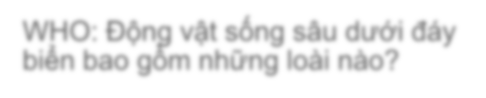 WHO: Động vật sống sâu dưới đáy
biển bao gồm những loài nào?